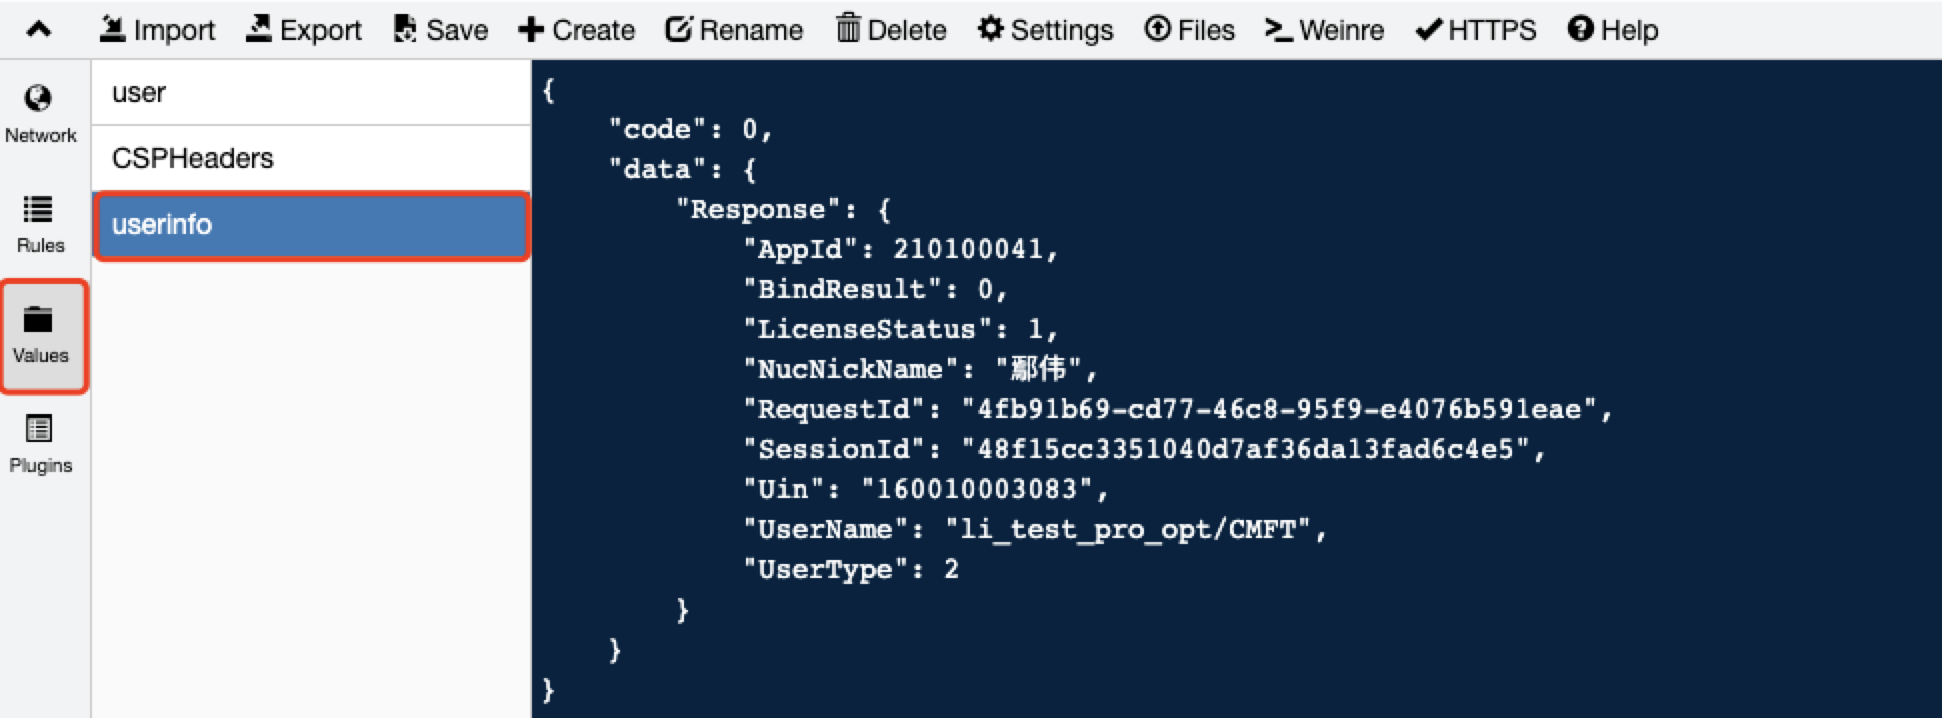 Import Export Save Create Rename Delete Settings Files Weinre HTTPS Help
Network
Rules
Values
Plugins
user
CSPHeaders
userinfo
{
"code": 0,
"data": {
"Response": {
"AppId": 210100041,
"BindResult": 0,
"LicenseStatus": 1,
"NucNickName": "鄢伟",
"RequestId": "4fb91b69-cd77-46c8-95f9-e4076b591eae",
"SessionId": "48f15cc3351040d7af36da13fad6c4e5",
"Uin": "160010003083",
"UserName": "li_test_pro_opt/CMFT",
"UserType": 2
}
}
}